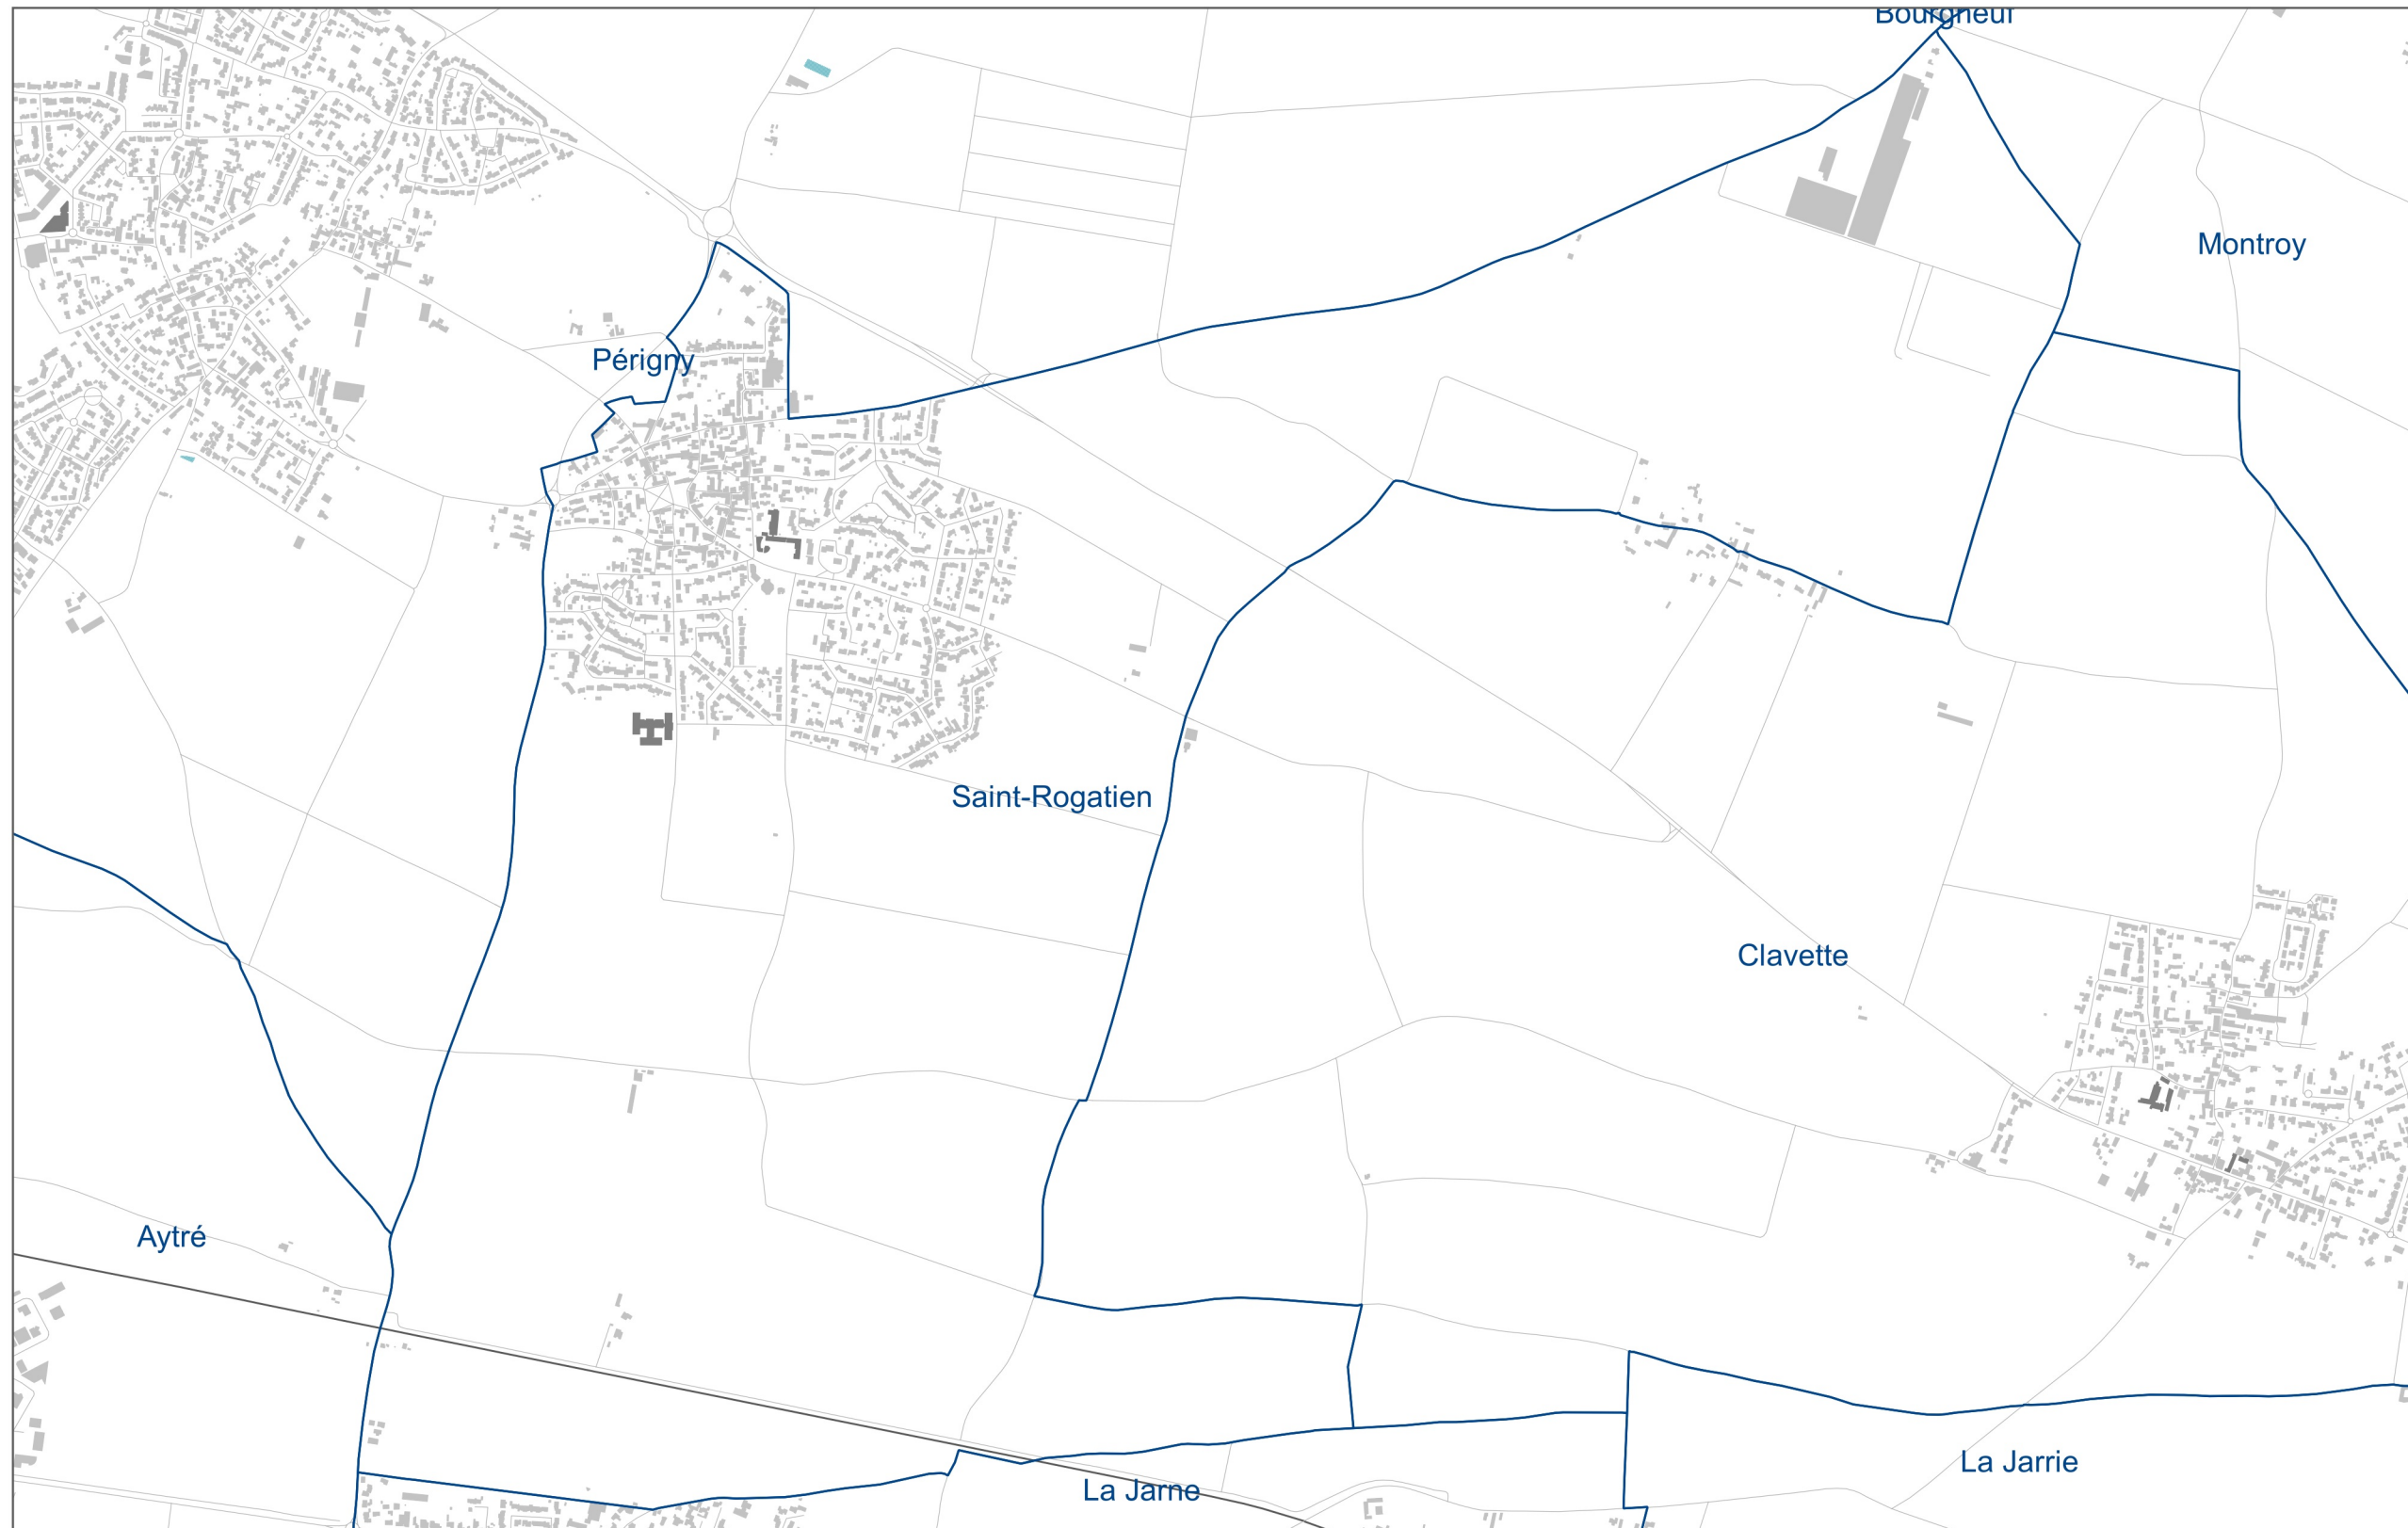 Bourgneuf
Montroy
Périgny
Saint-Rogatien
Clavette
Aytré
La Jarrie
La Jarne